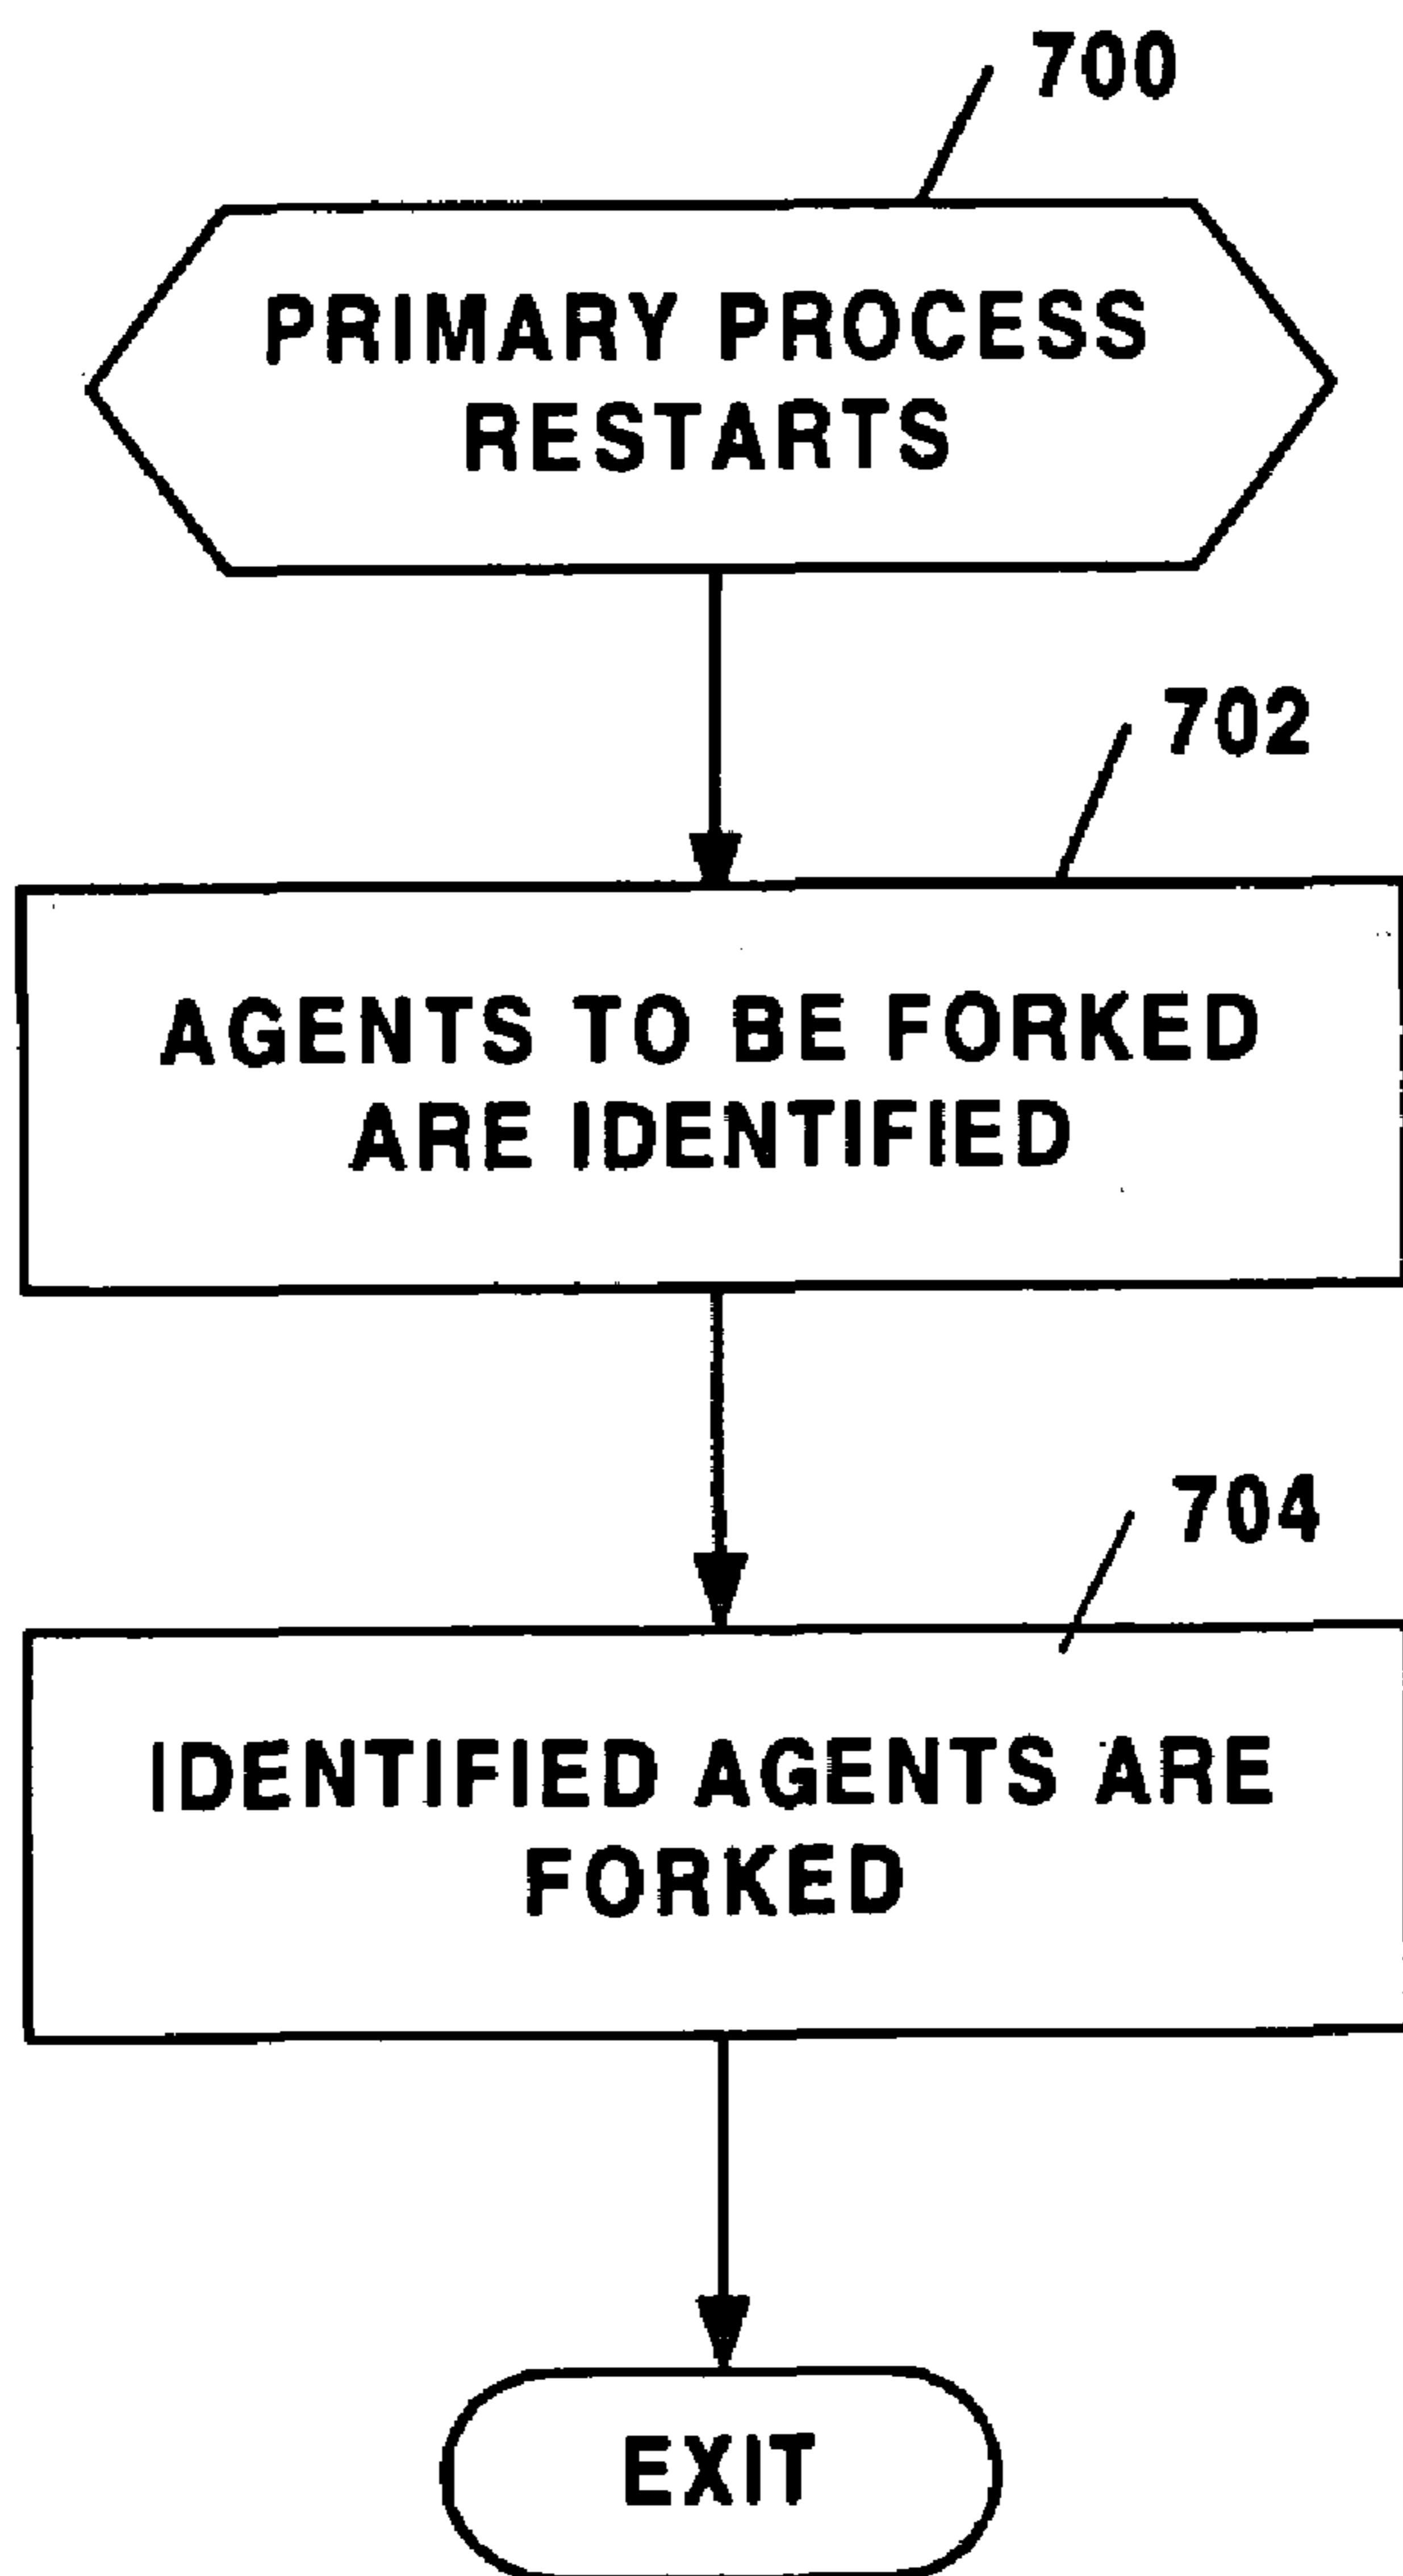 700
PRIMARY PROCESS
RESTARTS
702
AGENTS TO BE FORKED
ARE IDENTIFIED
704
IDENTIFIED AGENTS ARE
FORKED
EXIT